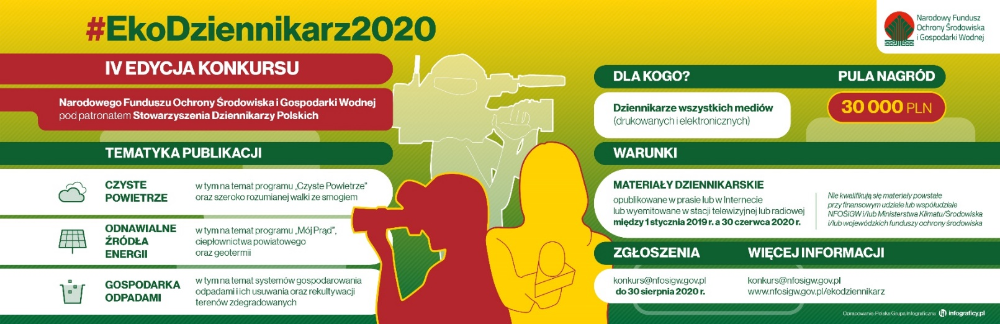 #EkoDziennikarz2020
Narodowy Fundusz
Ochrony Środowiska
i Gospodarki Wodnej
IV EDYCJA KONKURSU
Narodowego Funduszu Ochrony Środowiska i Gospodarki Wodnej
pod patronatem Stowarzyszenia Dziennikarzy Polskich
TEMATYKA PUBLIKACJI
CZYSTE
POWIETRZE
w tym na temat programu „Czyste Powietrze”
oraz szeroko rozumianej walki ze smogiem
ODNAWIALNE
ŹRÓDŁA
ENERGII
w tym na temat programu „Mój Prąd”,
ciepłownictwa powiatowego
oraz geotermii
GOSPODARKA
ODPADAMI
w tym na temat systemów gospodarowania
odpadami i ich usuwania oraz rekultywacji
terenów zdegradowanych
DLA KOGO?
Dziennikarze wszystkich mediów
(drukowanych i elektronicznych)
PULA NAGRÓD
30 000 PLN
WARUNKI
MATERIAŁY DZIENNIKARSKIE
opublikowane w prasie lub w Internecie
lub wyemitowane w stacji telewizyjnej lub radiowej
między 1 stycznia 2019 r. a 30 czerwca 2020 r.
Nie kwalifikują się materiały powstałe
przy finansowym udziale lub współudziale
NFOŚiGW i/lub Ministerstwa Klimatu/Środowiska
i/lub wojewódzkich funduszy ochrony środowiska
ZGŁOSZENIA
konkurs@nfosigw.gov.pl
do 30 sierpnia 2020 r.
WIĘCEJ INFORMACJI
konkurs@nfosigw.gov.pl
www.nfosigw.gov.pl/ekodziennikarz
Opracowanie: Polska Grupa Infograficzna infograficy.pl